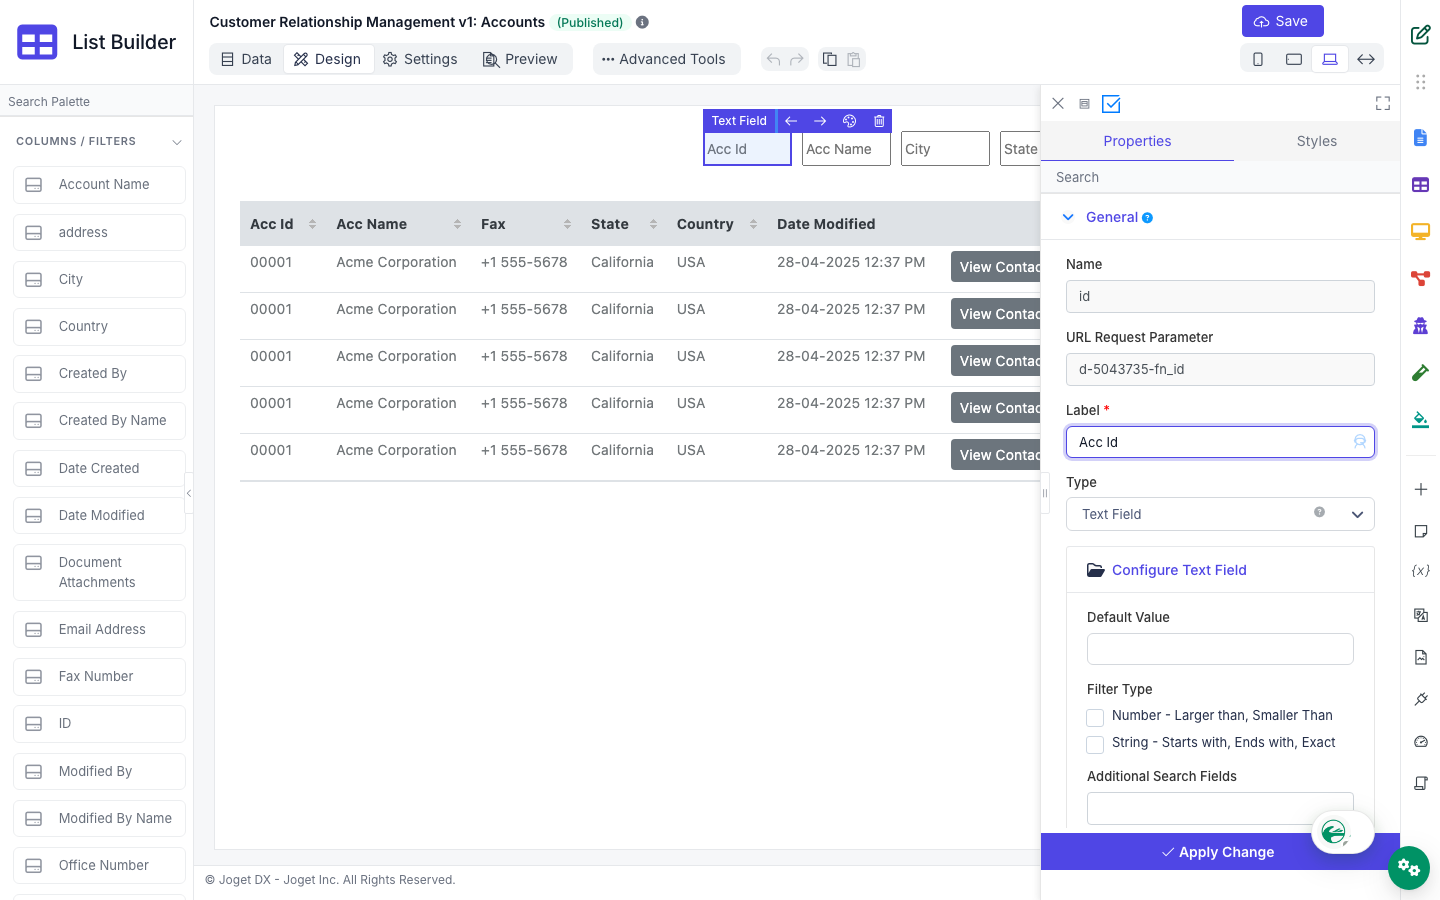 List Builder
Customer Relationship Management v1: Accounts (Published)
Save
Data
Design
Settings
Preview
Advanced Tools
Search Palette
COLUMNS / FILTERS
Account Name
address
City
Country
Created By
Created By Name
Date Created
Date Modified
Document
Attachments
Email Address
Fax Number
ID
Modified By
Modified By Name
Office Number
Text Field
Acc Id
Acc Name
City
State
Acc Id Acc Name Fax State Country Date Modified
00001 Acme Corporation +1 555-5678 California USA 28-04-2025 12:37 PM View Contac
00001 Acme Corporation +1 555-5678 California USA 28-04-2025 12:37 PM View Contac
00001 Acme Corporation +1 555-5678 California USA 28-04-2025 12:37 PM View Contac
00001 Acme Corporation +1 555-5678 California USA 28-04-2025 12:37 PM View Contac
00001 Acme Corporation +1 555-5678 California USA 28-04-2025 12:37 PM View Contac
© Joget DX - Joget Inc. All Rights Reserved.
Properties
Styles
Search
General
Name
id
URL Request Parameter
d-5043735-fn_id
Label *
Acc Id
Type
Text Field
Configure Text Field
Default Value
Filter Type
Number - Larger than, Smaller Than
String - Starts with, Ends with, Exact
Additional Search Fields
Apply Change
{x}